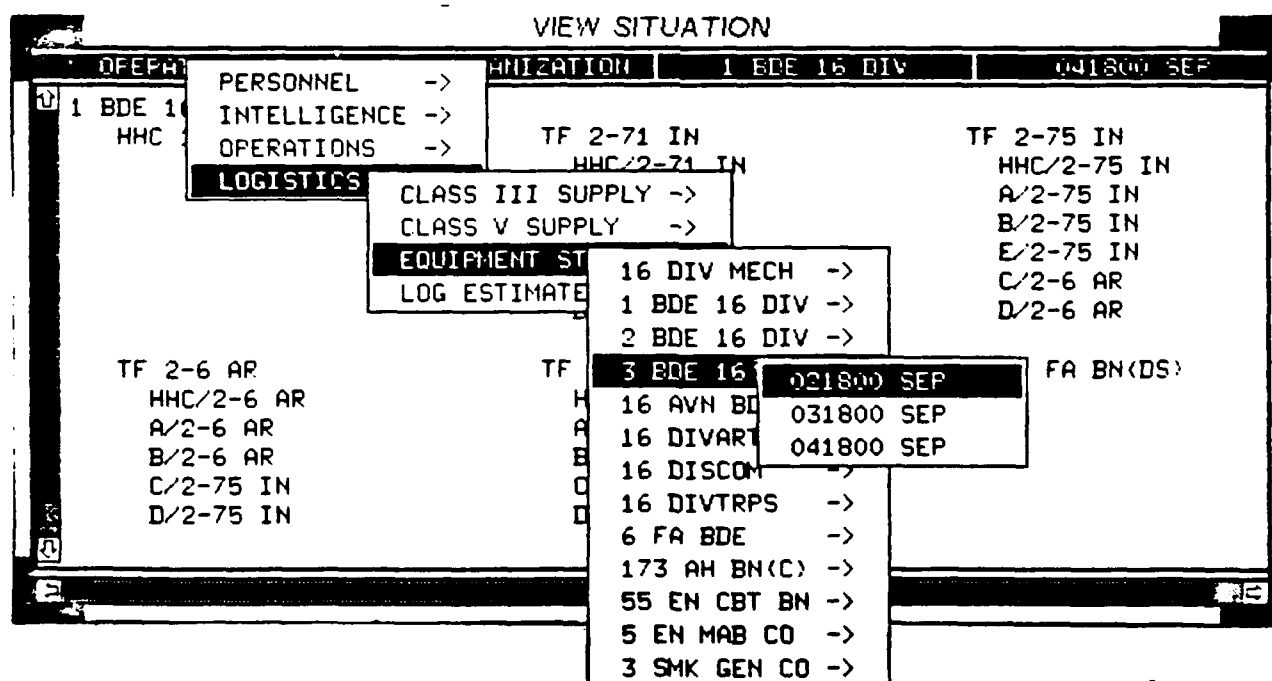 VIEW SITUATION
OPERAT ANIZATION 1 BDE 16 DIV 041800 SEP
PERSONNEL ->
INTELLIGENCE ->
OPERATIONS ->
LOGISTICS
1 BDE 16
HHC
TF 2-71 IN
HHC/2-71 IN
TF 2-75 IN
HHC/2-75 IN
A/2-75 IN
B/2-75 IN
E/2-75 IN
C/2-6 AR
D/2-6 AR
CLASS III SUPPLY ->
CLASS V SUPPLY ->
EQUIPMENT ST
LOG ESTIMATE
16 DIV MECH ->
1 BDE 16 DIV ->
2 BDE 16 DIV ->
3 BDE 16
16 AVN BD
16 DIVART
16 DISCOM ->
16 DIVTRPS ->
6 FA BDE ->
173 AH BN(C) ->
55 EN CBT BN ->
5 EN MAB CO ->
3 SMK GEN CO ->
021800 SEP
031800 SEP
041800 SEP
TF 2-6 AR
HHC/2-6 AR
A/2-6 AR
B/2-6 AR
C/2-75 IN
D/2-75 IN
TF
H
A
B
C
D
FA BN(DS)